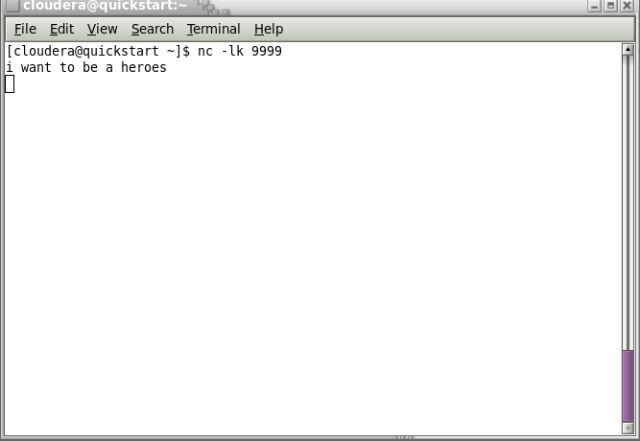 cloudera@quickstart:~
File Edit View Search Terminal Help
[cloudera@quickstart ~]$ nc -lk 9999
i want to be a heroes